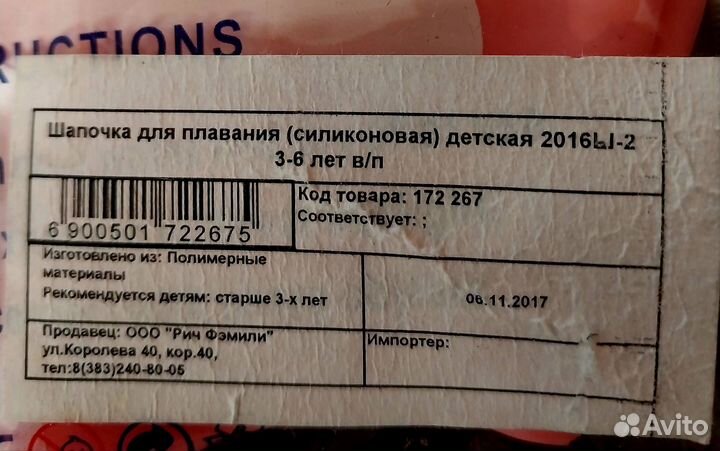 UCTIONS
Шапочка для плавания (силиконовая) детская 2016LJ-2
3-6 лет в/п
6 900501 722675
Код товара: 172 267
Соответствует: ;
Изготовлено из: Полимерные
материалы
Рекомендуется детям: старше 3-х лет
06.11.2017
Продавец: ООО "Рич Фэмили"
ул.Королева 40, кор.40,
тел:8(383)240-80-05
Импортер:
Avito